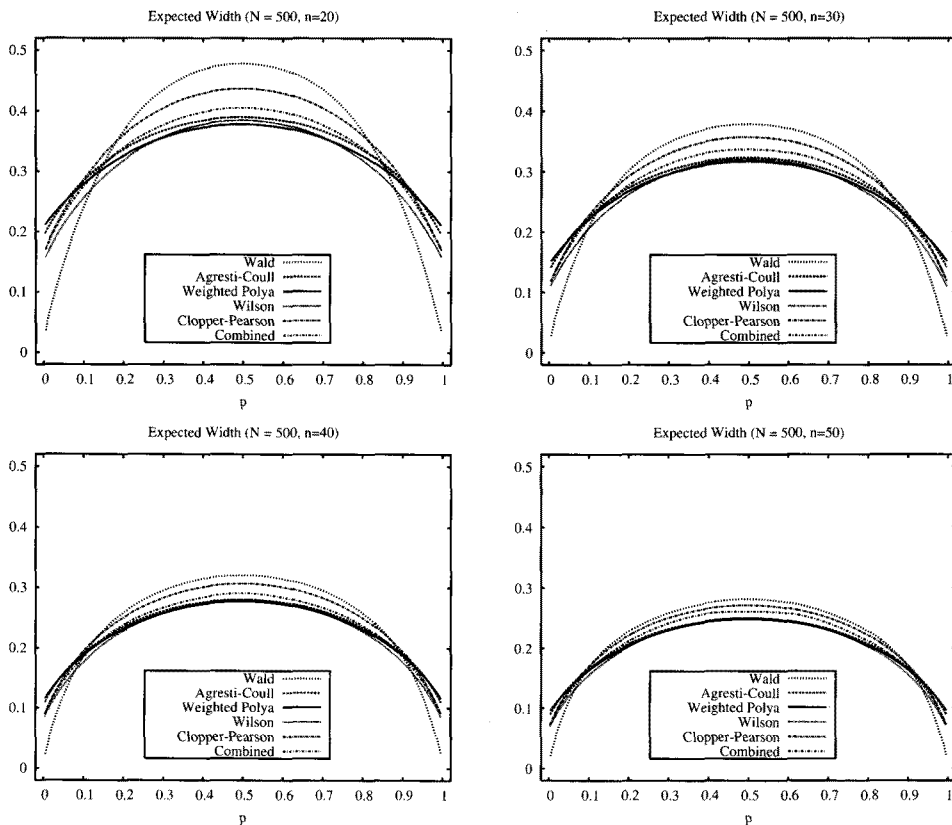 Expected Width (N = 500, n=20)
0.5
0.4
0.3
0.2
0.1
0
Wald
Agresti-Coull
Weighted Polya
Wilson
Clopper-Pearson
Combined
0 0.1 0.2 0.3 0.4 0.5 0.6 0.7 0.8 0.9 1
p
Expected Width (N = 500, n=30)
0.5
0.4
0.3
0.2
0.1
0
Wald
Agresti-Coull
Weighted Polya
Wilson
Clopper-Pearson
Combined
0 0.1 0.2 0.3 0.4 0.5 0.6 0.7 0.8 0.9 1
p
Expected Width (N = 500, n=40)
0.5
0.4
0.3
0.2
0.1
0
Wald
Agresti-Coull
Weighted Polya
Wilson
Clopper-Pearson
Combined
0 0.1 0.2 0.3 0.4 0.5 0.6 0.7 0.8 0.9 1
p
Expected Width (N = 500, n=50)
0.5
0.4
0.3
0.2
0.1
0
Wald
Agresti-Coull
Weighted Polya
Wilson
Clopper-Pearson
Combined
0 0.1 0.2 0.3 0.4 0.5 0.6 0.7 0.8 0.9 1
p